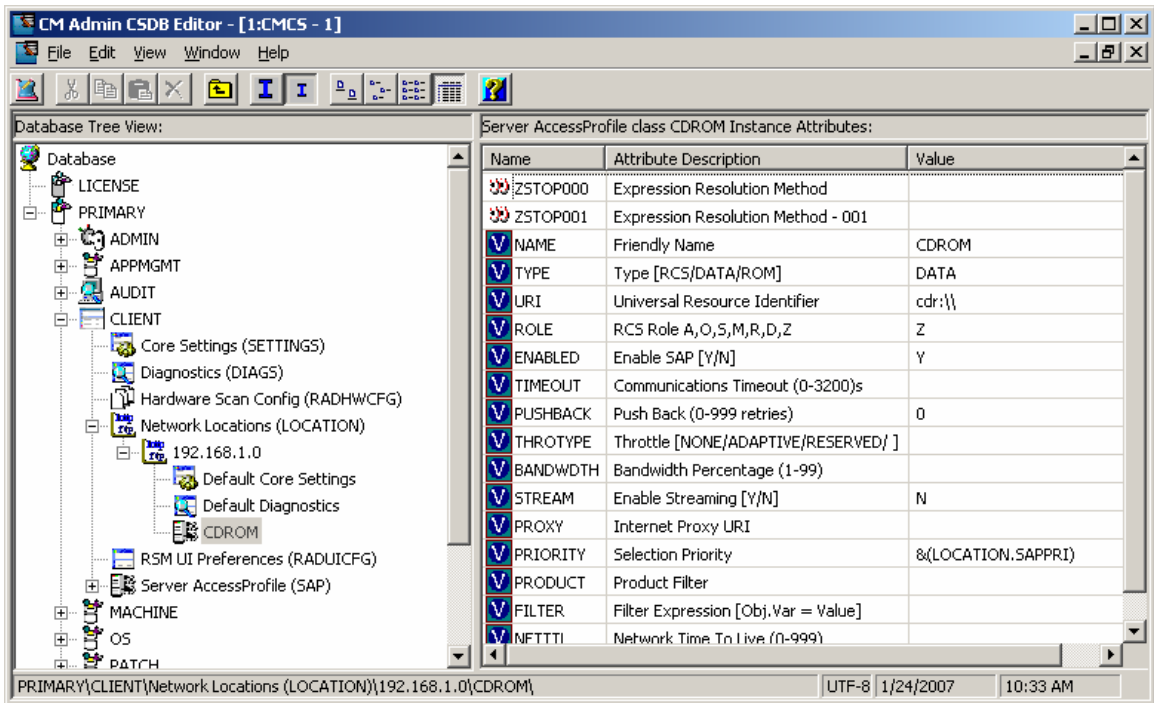 CM Admin CSDB Editor - [1:CMCS - 1]
File Edit View Window Help
Database Tree View:
Server AccessProfile class CDROM Instance Attributes:
Database
LICENSE
PRIMARY
ADMIN
APPMGMT
AUDIT
CLIENT
Core Settings (SETTINGS)
Diagnostics (DIAGS)
Hardware Scan Config (RADHWCFG)
Network Locations (LOCATION)
192.168.1.0
Default Core Settings
Default Diagnostics
CDROM
RSM UI Preferences (RADUICFG)
Server AccessProfile (SAP)
MACHINE
OS
PATCH
Name Attribute Description Value
ZSTOP000 Expression Resolution Method
ZSTOP001 Expression Resolution Method - 001
V NAME Friendly Name CDROM
V TYPE Type [RCS/DATA/ROM] DATA
V URI Universal Resource Identifier cdr:\\
V ROLE RCS Role A,O,S,M,R,D,Z Z
V ENABLED Enable SAP [Y/N] Y
V TIMEOUT Communications Timeout (0-3200)s
V PUSHBACK Push Back (0-999 retries) 0
V THROTYPE Throttle [NONE/ADAPTIVE/RESERVED/ ]
V BANDWDTH Bandwidth Percentage (1-99)
V STREAM Enable Streaming [Y/N] N
V PROXY Internet Proxy URI
V PRIORITY Selection Priority &(LOCATION.SAPPRI)
V PRODUCT Product Filter
V FILTER Filter Expression [Obj.Var = Value]
V NETTTL Network Time To Live (0-999)
PRIMARY\CLIENT\Network Locations (LOCATION)\192.168.1.0\CDROM\ UTF-8 1/24/2007 10:33 AM